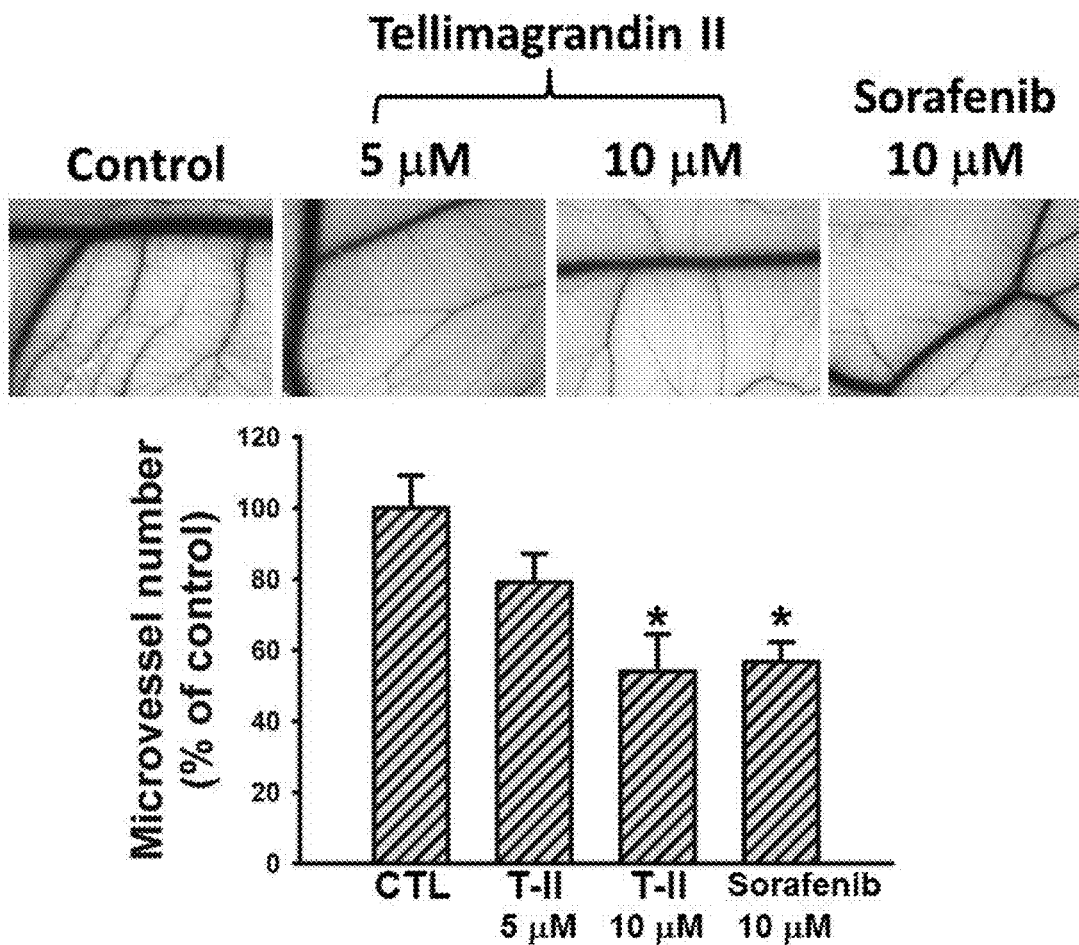 Tellimagrandin II
Sorafenib
Control
5 μM
10 μM
10 μM
Microvessel number
(% of control)
120
100
80
60
40
20
0
*
*
CTL
T-II
T-II
Sorafenib
5 μM
10 μM
10 μM